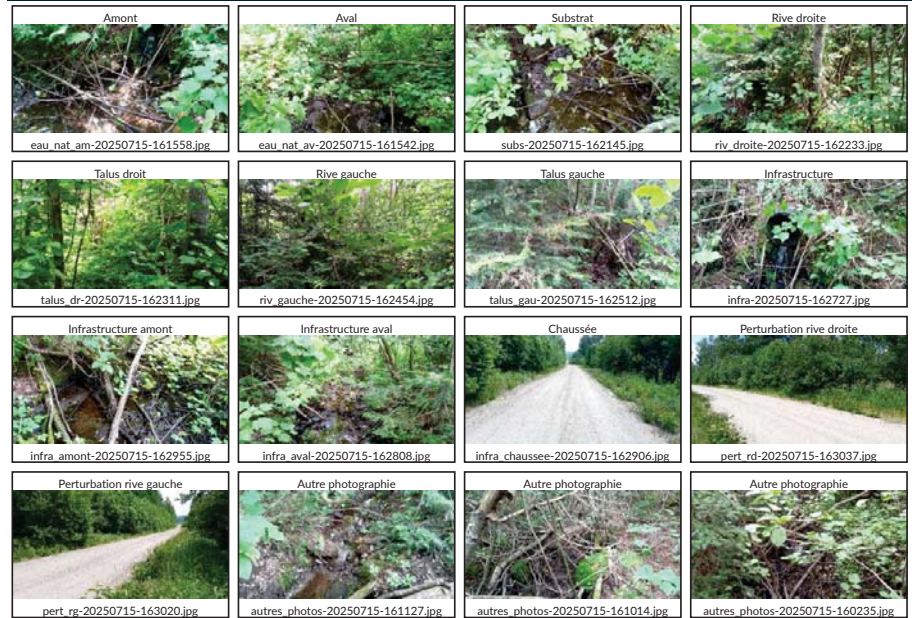 Amont
Aval
Substrat
Rive droite
eau_nat_am-20250715-161558.jpg
eau_nat_av-20250715-161542.jpg
subs-20250715-162145.jpg
riv_droite-20250715-162233.jpg
Talus droit
Rive gauche
Talus gauche
Infrastructure
talus_dr-20250715-162311.jpg
riv_gauche-20250715-162454.jpg
talus_gau-20250715-162512.jpg
infra-20250715-162727.jpg
Infrastructure amont
Infrastructure aval
Chaussée
Perturbation rive droite
infra_amont-20250715-162955.jpg
infra_aval-20250715-162808.jpg
infra_chaussee-20250715-162906.jpg
pert_rd-20250715-163037.jpg
Perturbation rive gauche
Autre photographie
Autre photographie
Autre photographie
pert_rg-20250715-163020.jpg
autres_photos-20250715-161127.jpg
autres_photos-20250715-161014.jpg
autres_photos-20250715-160235.jpg